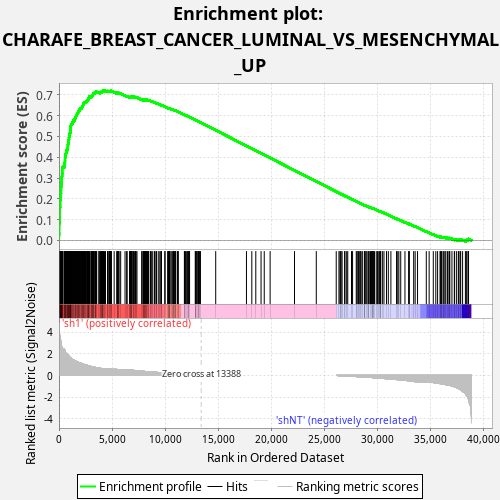 Enrichment plot:
CHARAFE_BREAST_CANCER_LUMINAL_VS_MESENCHYMAL
_UP
Enrichment score (ES)
0.7
0.6
0.5
0.4
0.3
0.2
0.1
0.0
'sh1' (positively correlated)
Ranked list metric (Signal2Noise)
4
2
0
-2
-4
Zero cross at 13388
'shNT' (negatively correlated)
0
5,000
10,000
15,000
20,000
25,000
30,000
35,000
40,000
Rank in Ordered Dataset
Enrichment profile
Hits
Ranking metric scores